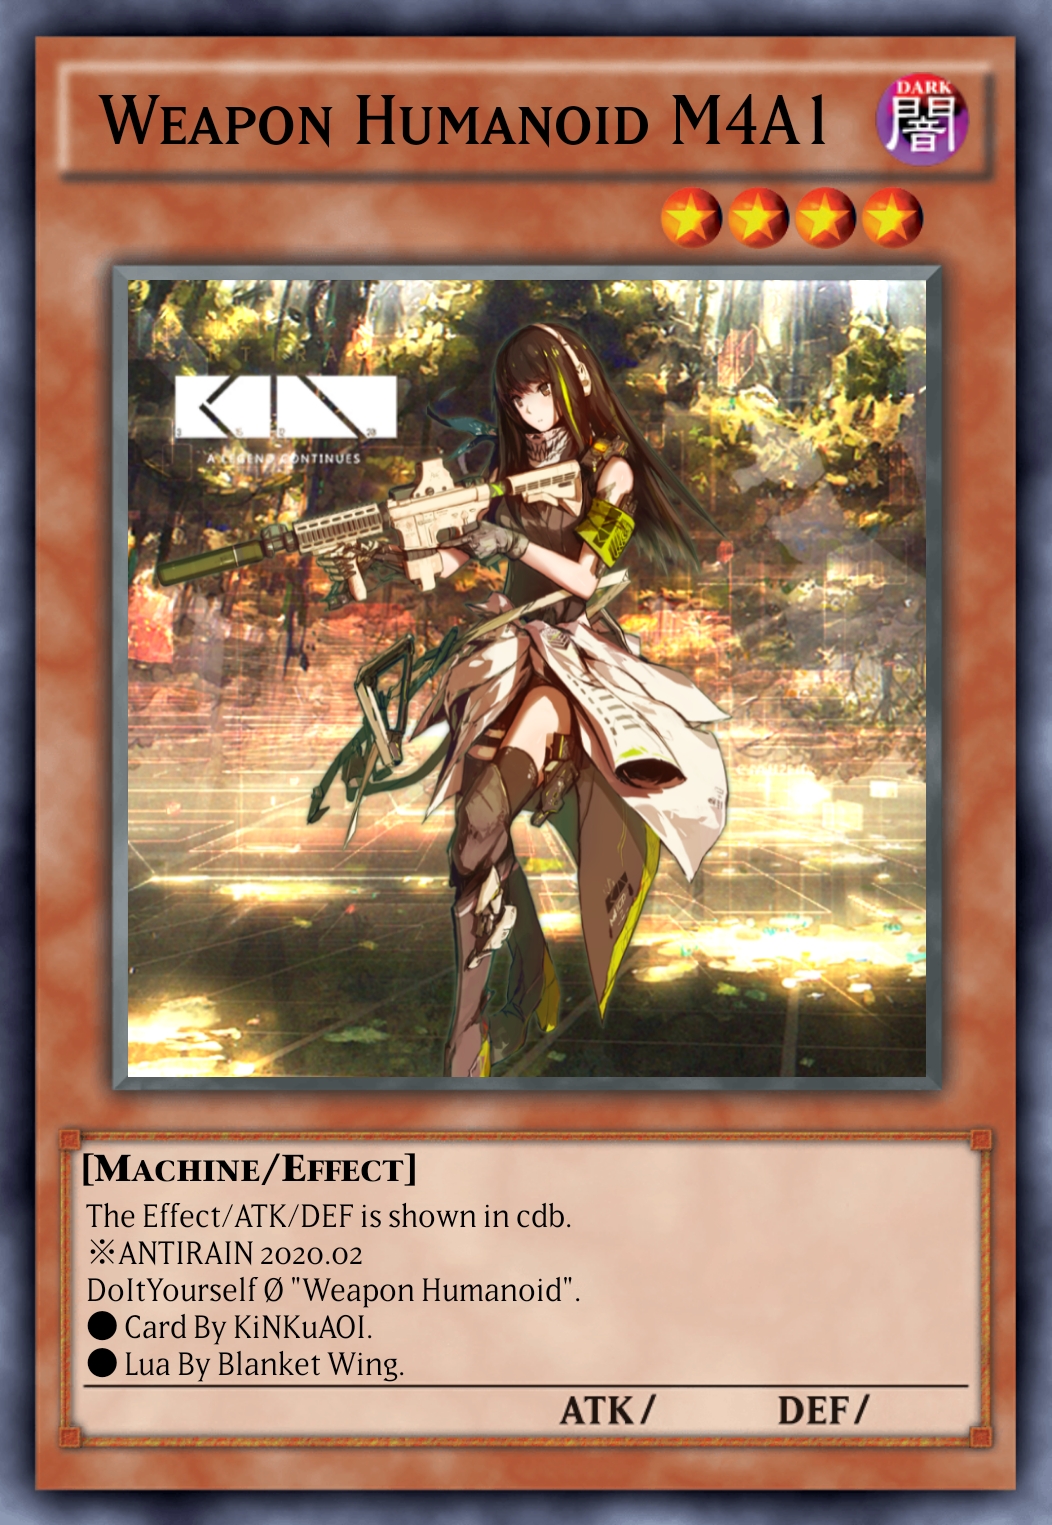 Weapon Humanoid M4A1
DARK
闇
ANTIRAIN
A LEGEND CONTINUES
[Machine/Effect]
The Effect/ATK/DEF is shown in cdb.
※ANTIRAIN 2020.02
DoItYourself Ø "Weapon Humanoid".
● Card By KiNKuAOI.
● Lua By Blanket Wing.
ATK/ DEF/